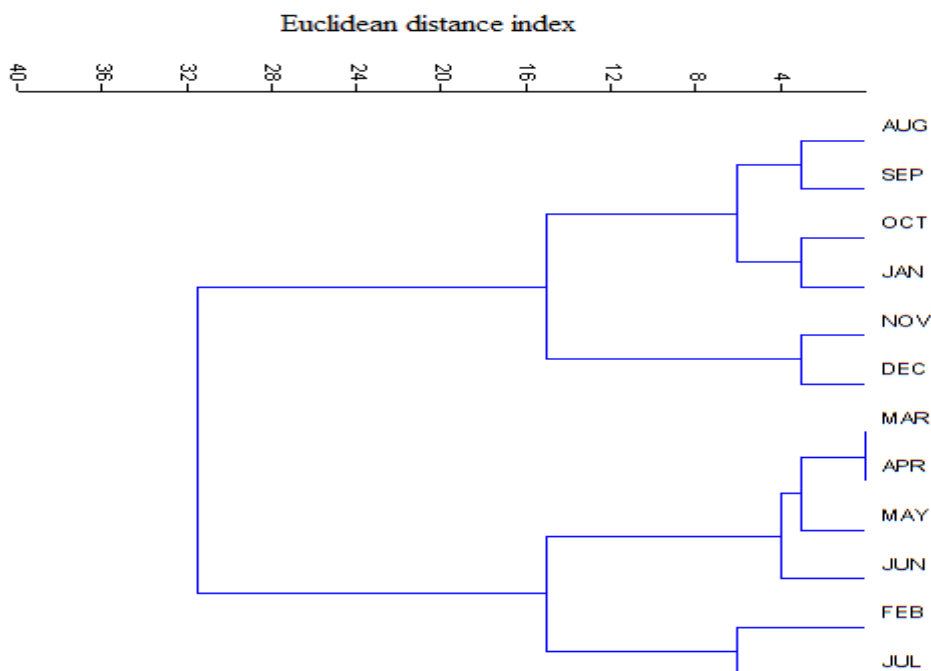 Euclidean distance index
40 36 32 28 24 20 16 12 8 4
AUG
SEP
OCT
JAN
NOV
DEC
MAR
APR
MAY
JUN
FEB
JUL